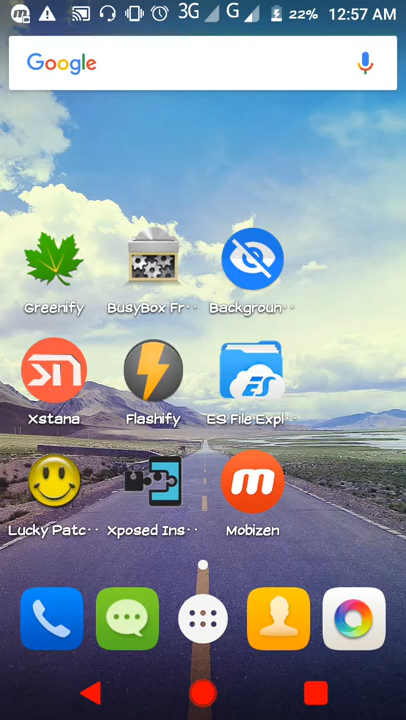 3G G 22% 12:57 AM
Google
Greenify BusyBox Fr·· Backgroun··
Xstana Flashify ES File Expl··
ES
Lucky Patc·· Xposed Ins·· Mobizen